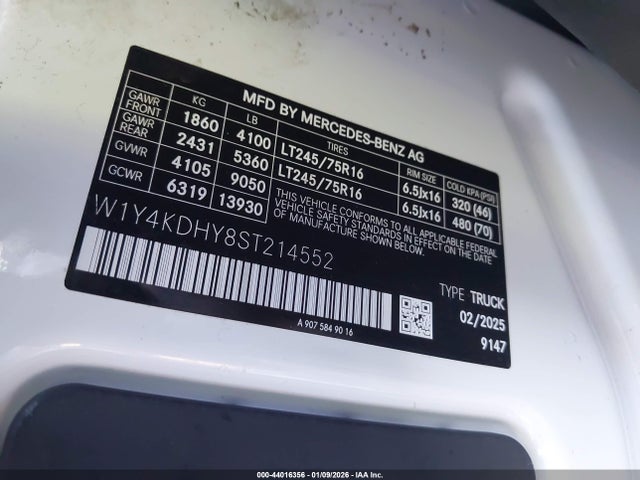 MFD BY MERCEDES-BENZ AG
KG LB TIRES RIM SIZE COLD KPA (PSI)
GAWR FRONT 1860 4100 LT245/75R16 6.5Jx16 320 (46)
GAWR REAR 2431 5360 LT245/75R16 6.5Jx16 480 (70)
GVWR 4105 9050
GCWR 6319 13930
THIS VEHICLE CONFORMS TO ALL APPLICABLE FEDERAL
VEHICLE SAFETY STANDARDS IN EFFECT ON THE
DATE OF MANUFACTURE SHOWN ABOVE.
W1Y4KDHY8ST214552
A 907 584 90 16
TYPE TRUCK
02/2025
9147
000-44016356 - 01/09/2026 - IAA Inc.